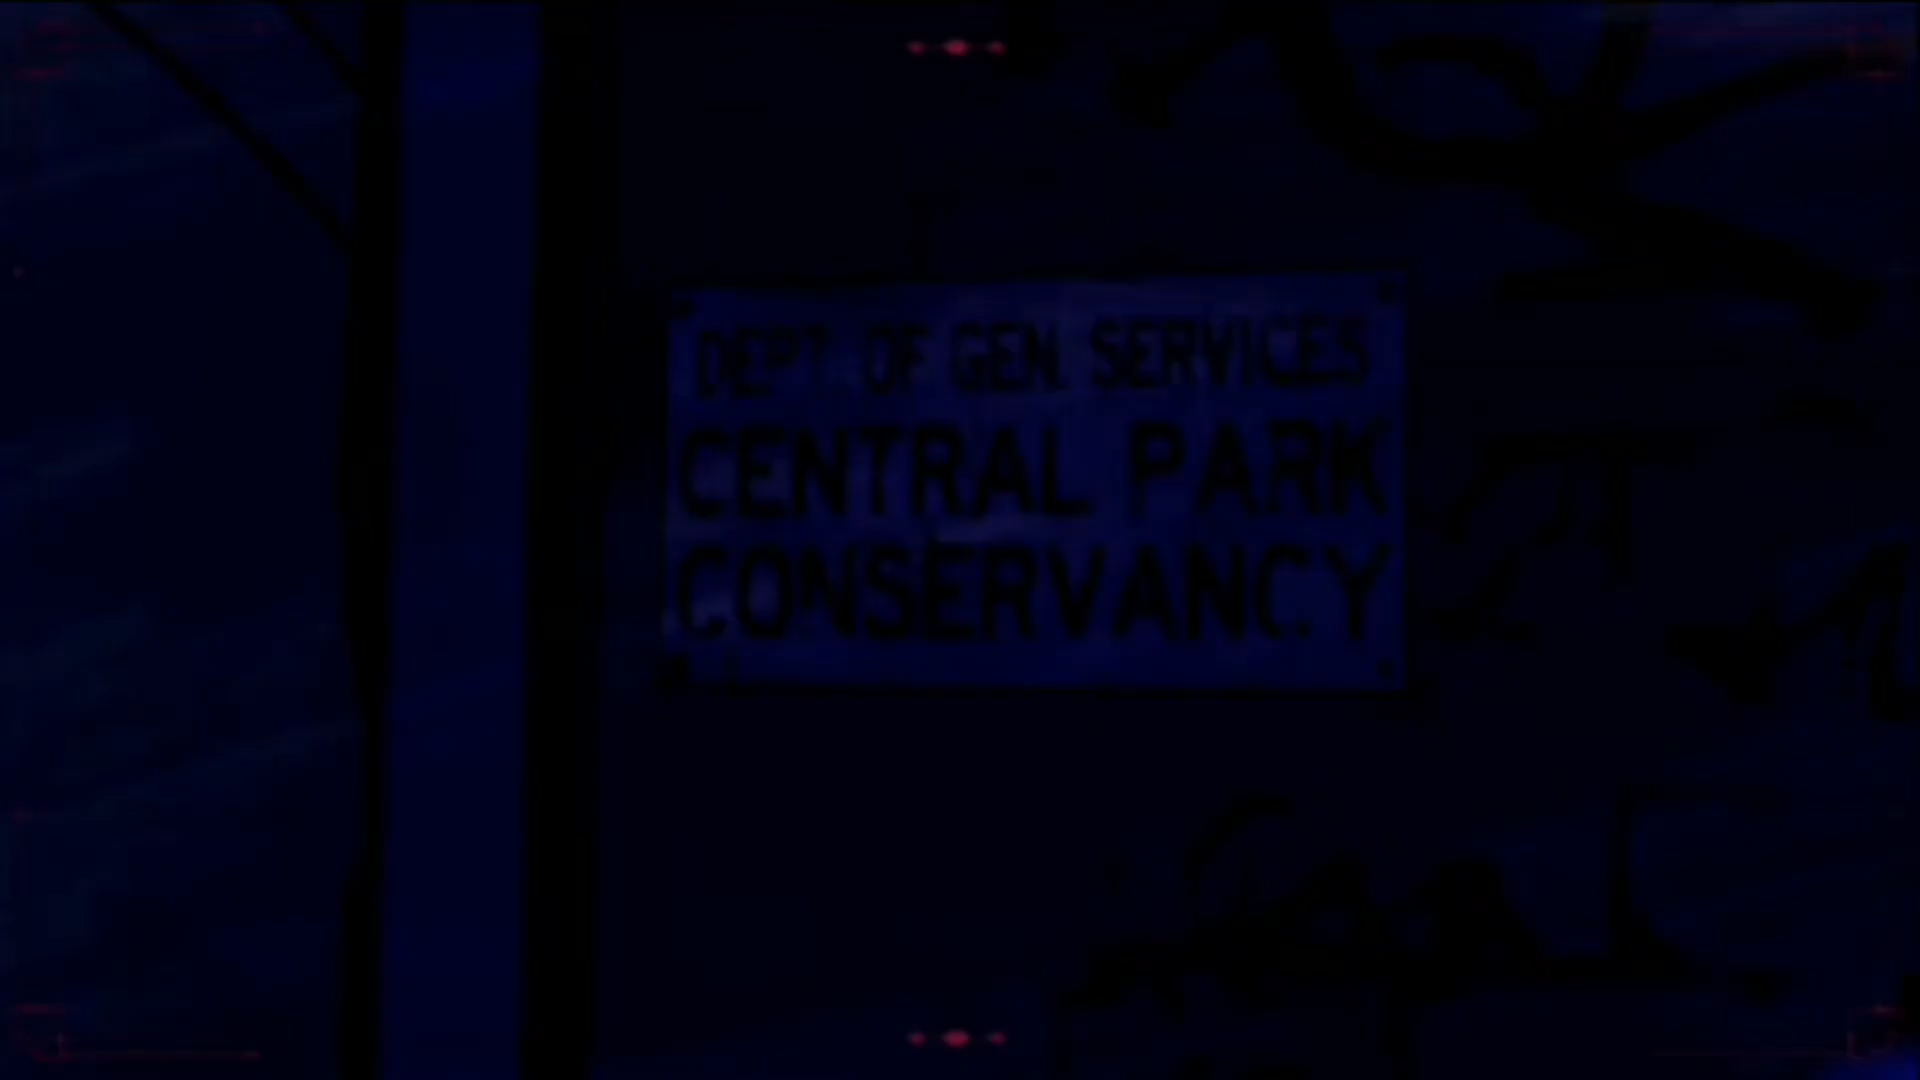 DEPT. OF GEN. SERVICES
CENTRAL PARK
CONSERVANCY